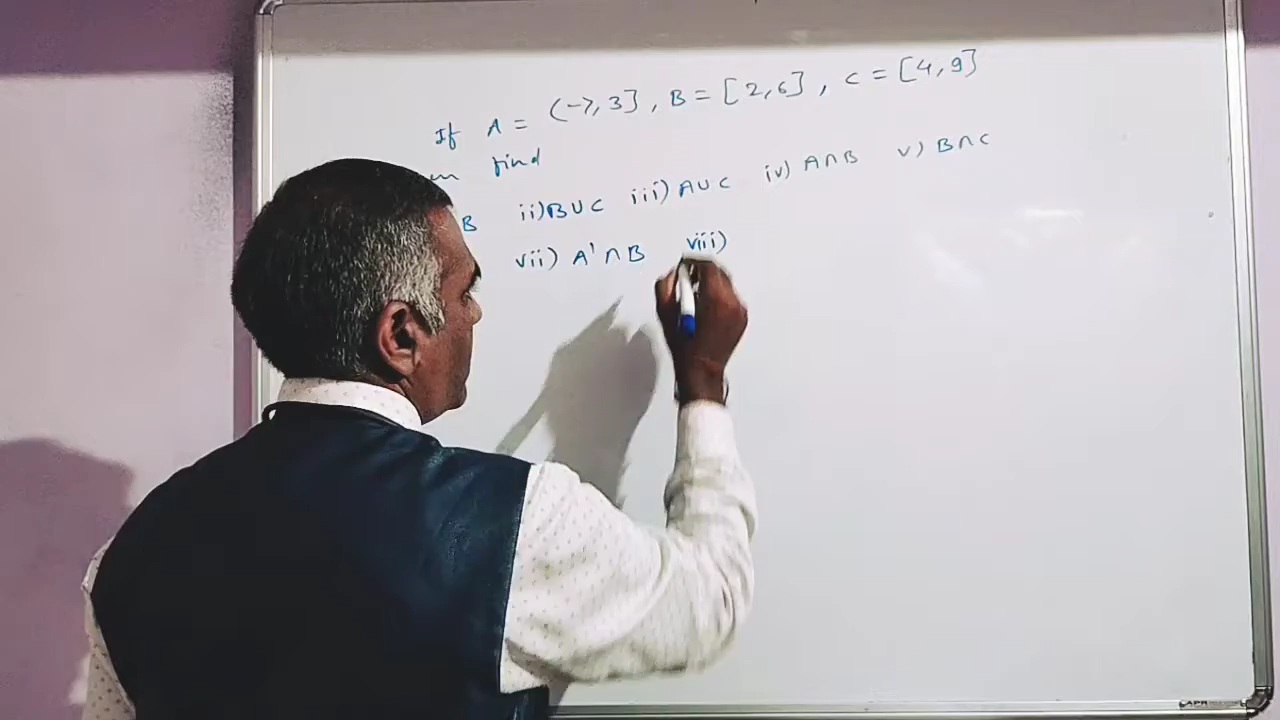 If A = (-7, 3], B = [2, 6], C = [4, 9]
find
B ii) B∪C iii) A∪C iv) A∩B v) B∩C
vii) A' ∩ B viii)